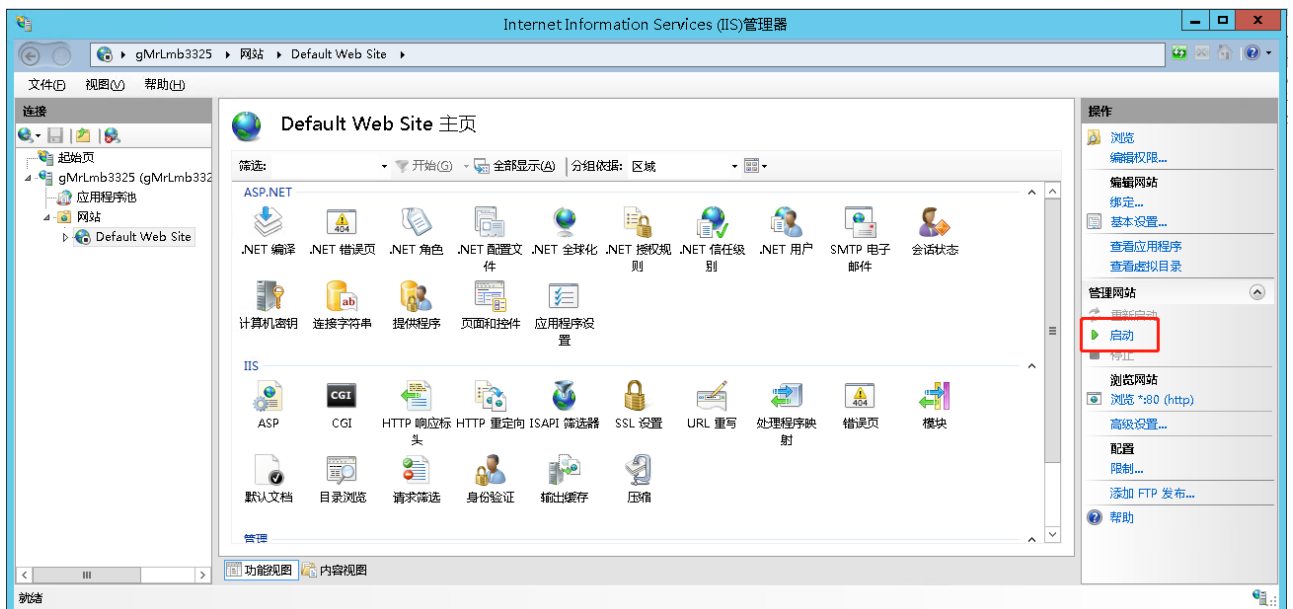 Internet Information Services (IIS)管理器
gMrLmb3325 ▸ 网站 ▸ Default Web Site ▸
文件(F) 视图(V) 帮助(H)
连接
起始页
gMrLmb3325 (gMrLmb332
应用程序池
网站
Default Web Site
Default Web Site 主页
筛选: 开始(G) 全部显示(A) 分组依据: 区域
ASP.NET
.NET 编译 .NET 错误页 .NET 角色 .NET 配置文件 .NET 全球化 .NET 授权规则 .NET 信任级别 .NET 用户 SMTP 电子邮件 会话状态
计算机密钥 连接字符串 提供程序 页面和控件 应用程序设置
IIS
ASP CGI HTTP 响应标头 HTTP 重定向 ISAPI 筛选器 SSL 设置 URL 重写 处理程序映射 错误页 模块
默认文档 目录浏览 请求筛选 身份验证 输出缓存 压缩
管理
功能视图 内容视图
操作
浏览
编辑权限...
编辑网站
绑定...
基本设置...
查看应用程序
查看虚拟目录
管理网站
重新启动
启动
停止
浏览网站
浏览 *:80 (http)
高级设置...
配置
限制...
添加 FTP 发布...
帮助
就绪